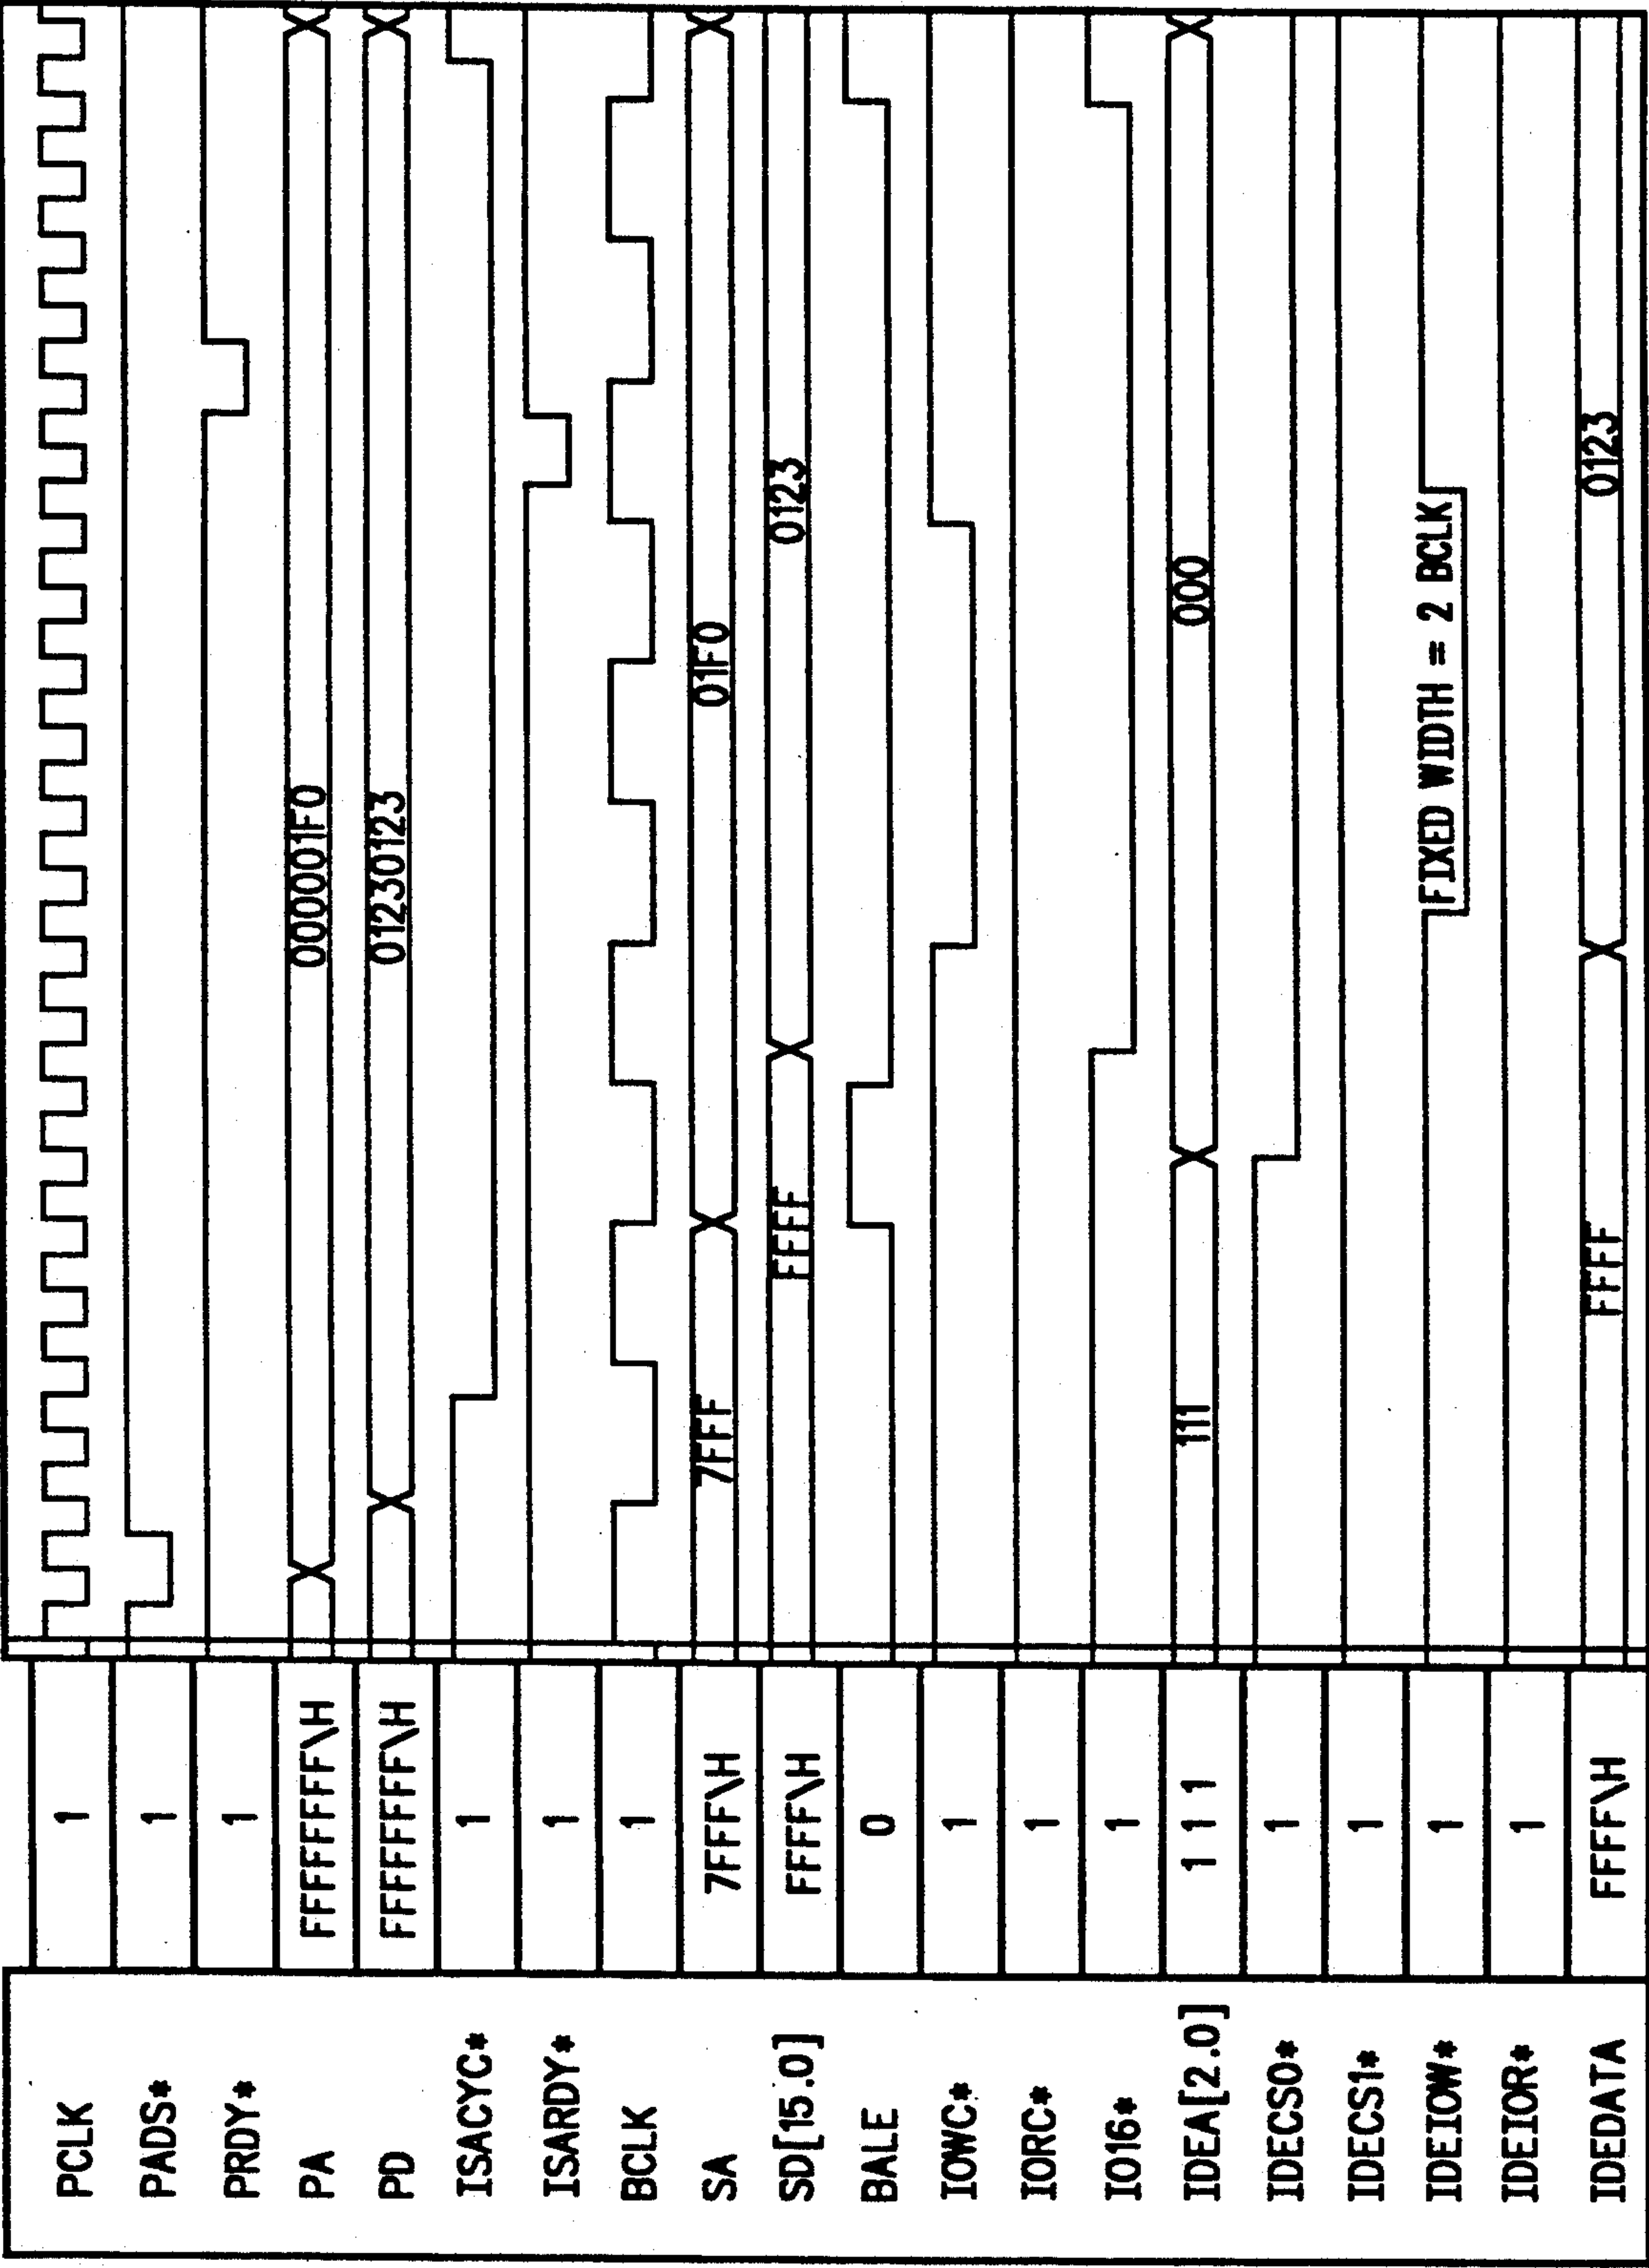 PCLK 1
PADS* 1
PRDY* 1
PA FFFFFFFF\H 000001F0
PD FFFFFFFF\H 01230123
ISACYC* 1
ISARDY* 1
BCLK 1
SA 7FFF\H 7FFF 01F0
SD[15.0] FFFF\H FFFF 0123
BALE 0
IOWC* 1
IORC* 1
IO16* 1
IDEA[2.0] 1 1 1 111 000
IDECS0* 1
IDECS1* 1
IDEIOW* 1 FIXED WIDTH = 2 BCLK
IDEIOR* 1
IDEDATA FFFF\H FFFF 0123